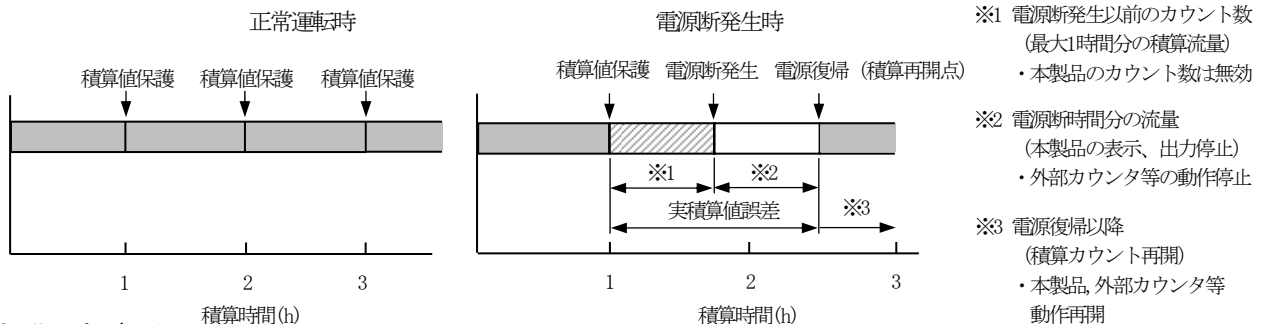 正常運転時
積算値保護 積算値保護 積算値保護
1 2 3
積算時間(h)
電源断発生時
積算値保護 電源断発生 電源復帰 (積算再開点)
※1 ※2
実積算値誤差 ※3
1 2 3
積算時間(h)
※1 電源断発生以前のカウント数
(最大1時間分の積算流量)
・本製品のカウント数は無効
※2 電源断時間分の流量
(本製品の表示、出力停止)
・外部カウンタ等の動作停止
※3 電源復帰以降
(積算カウント再開)
・本製品,外部カウンタ等
動作再開